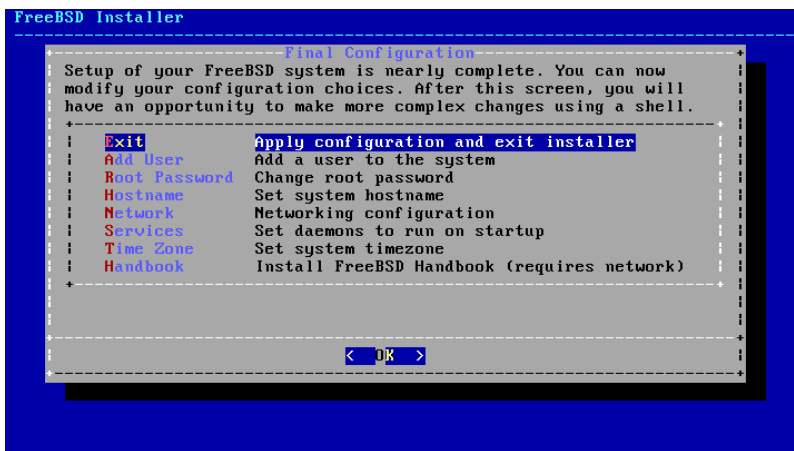 FreeBSD Installer
Final Configuration
Setup of your FreeBSD system is nearly complete. You can now
modify your configuration choices. After this screen, you will
have an opportunity to make more complex changes using a shell.
Exit Apply configuration and exit installer
Add User Add a user to the system
Root Password Change root password
Hostname Set system hostname
Network Networking configuration
Services Set daemons to run on startup
Time Zone Set system timezone
Handbook Install FreeBSD Handbook (requires network)
< OK >